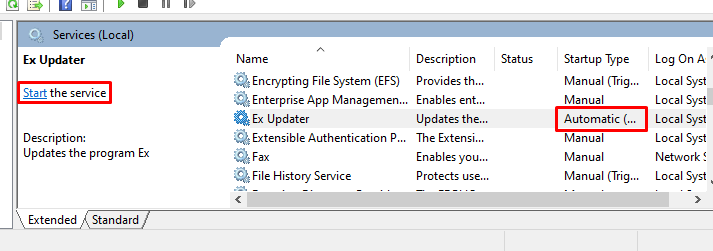 Services (Local)
Ex Updater
Start the service
Description:
Updates the program Ex
Name Description Status Startup Type Log On A
Encrypting File System (EFS) Provides th... Manual (Trig... Local Syst
Enterprise App Managemen... Enables ent... Manual Local Syst
Ex Updater Updates the... Automatic (... Local Syst
Extensible Authentication P... The Extensi... Manual Local Syst
Fax Enables you... Manual Network S
File History Service Protects use... Manual (Trig... Local Syst
Extended Standard